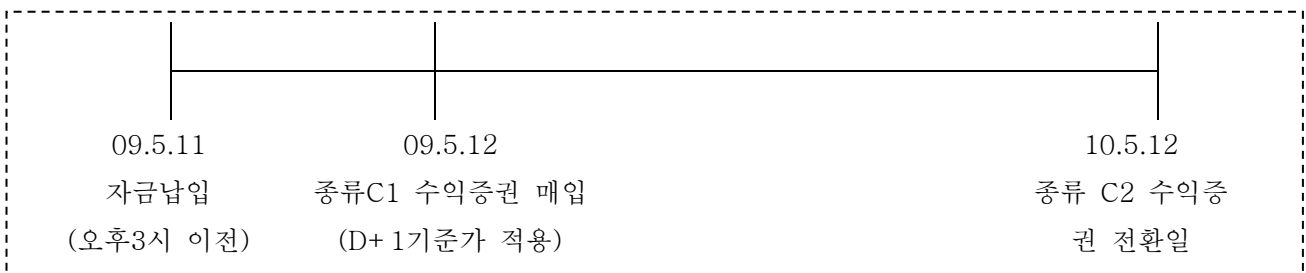 09.5.11 09.5.12 10.5.12
자금납입 종류C1 수익증권 매입 종류 C2 수익증
(오후3시 이전) (D+1기준가 적용) 권 전환일